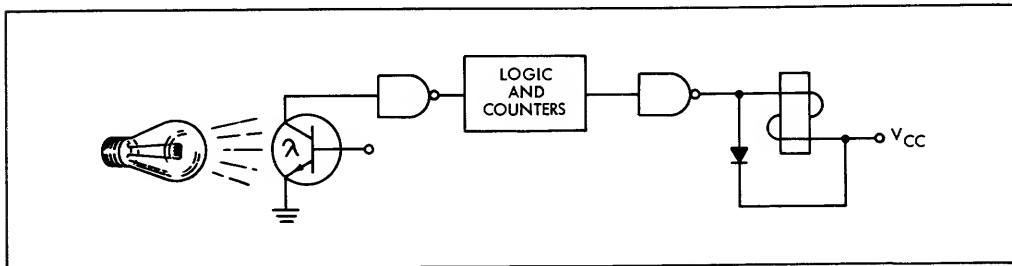 LOGIC
AND
COUNTERS
λ
VCC